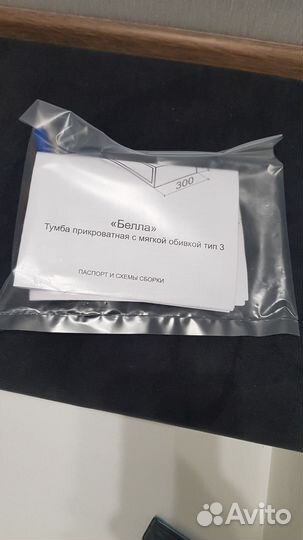 300
«Белла»
Тумба прикроватная с мягкой обивкой тип 3
ПАСПОРТ И СХЕМЫ СБОРКИ
Avito